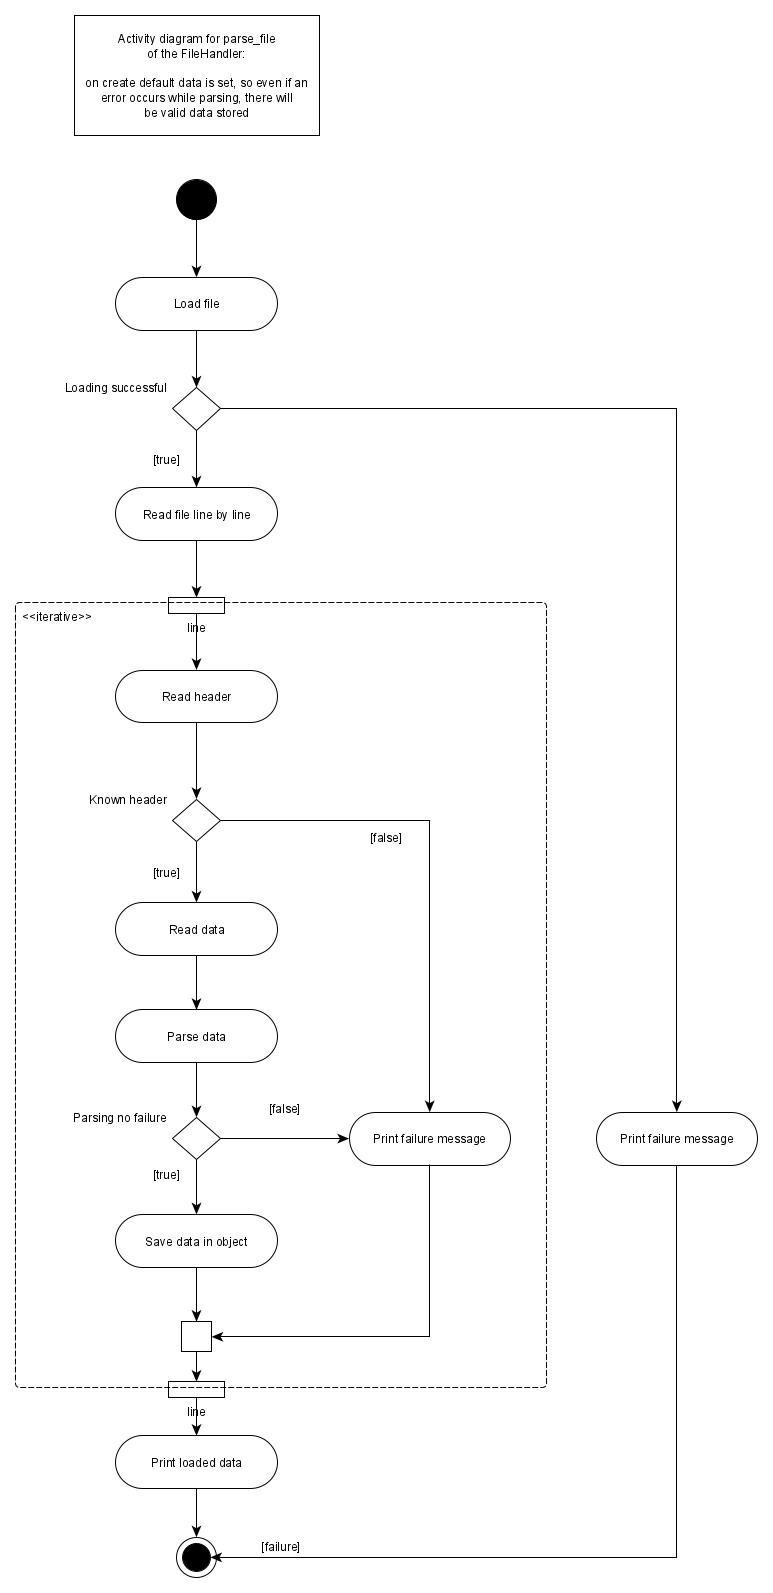 Activity diagram for parse_file
of the FileHandler:
on create default data is set, so even if an
error occurs while parsing, there will
be valid data stored
Load file
Loading successful
[true]
Read file line by line
<<iterative>>
line
Read header
Known header
[false]
[true]
Read data
Parse data
[false]
Parsing no failure
Print failure message
Print failure message
[true]
Save data in object
line
Print loaded data
[failure]